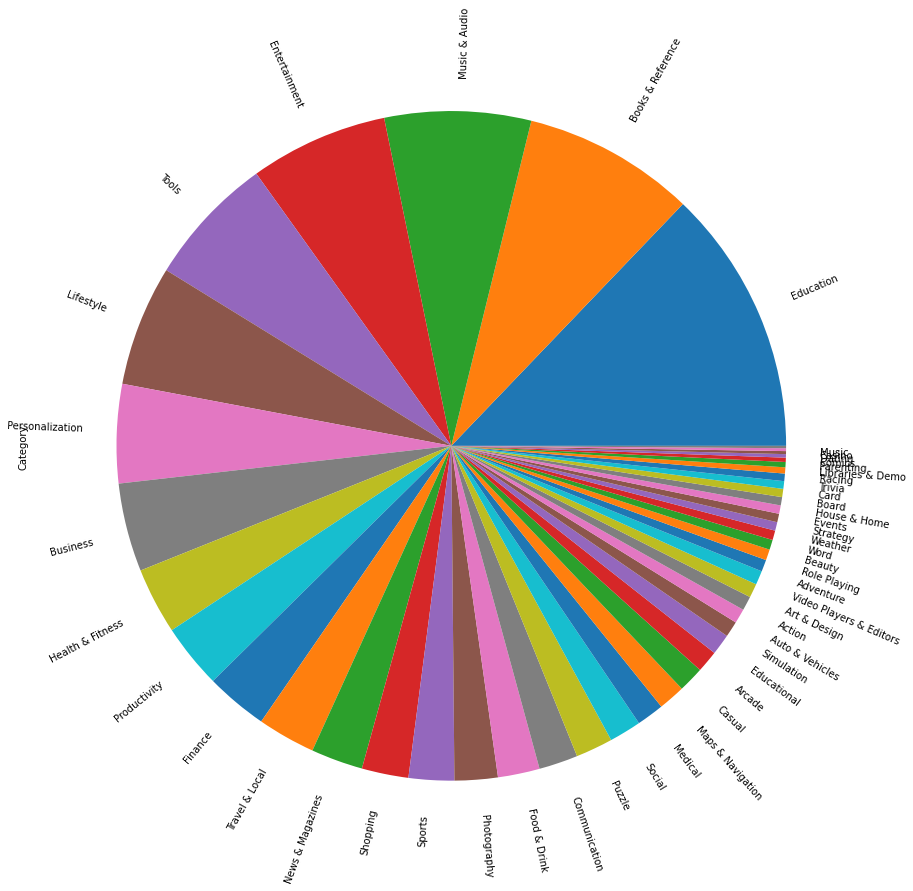 Education
Books & Reference
Music & Audio
Entertainment
Tools
Lifestyle
Personalization
Category
Business
Health & Fitness
Productivity
Finance
Travel & Local
News & Magazines
Shopping
Sports
Photography
Food & Drink
Communication
Puzzle
Social
Medical
Maps & Navigation
Casual
Arcade
Educational
Simulation
Auto & Vehicles
Action
Art & Design
Video Players & Editors
Adventure
Role Playing
Beauty
Word
Weather
Strategy
Events
House & Home
Board
Card
Trivia
Racing
Libraries & Demo
Parenting
Music